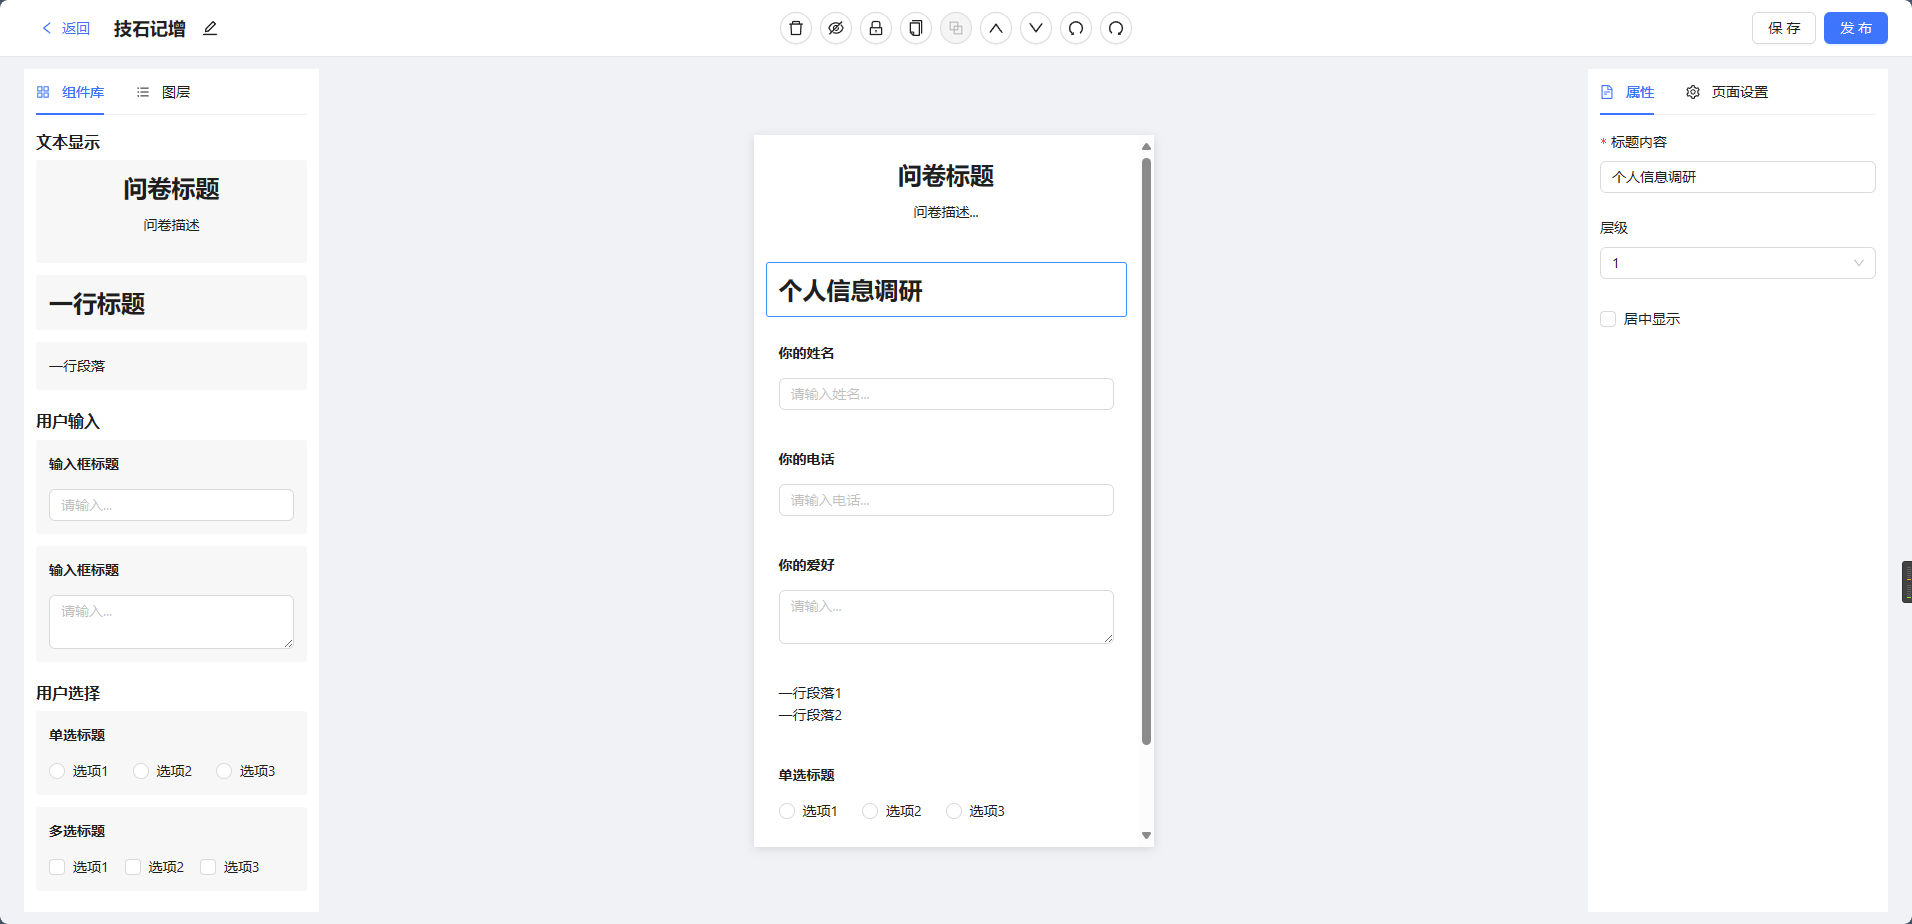 返回
技石记增
保 存
发 布
组件库
图层
文本显示
问卷标题
问卷描述
一行标题
一行段落
用户输入
输入框标题
请输入...
输入框标题
请输入...
用户选择
单选标题
选项1 选项2 选项3
多选标题
选项1 选项2 选项3
问卷标题
问卷描述...
个人信息调研
你的姓名
请输入姓名...
你的电话
请输入电话...
你的爱好
请输入...
一行段落1
一行段落2
单选标题
选项1 选项2 选项3
属性
页面设置
* 标题内容
个人信息调研
层级
1
居中显示